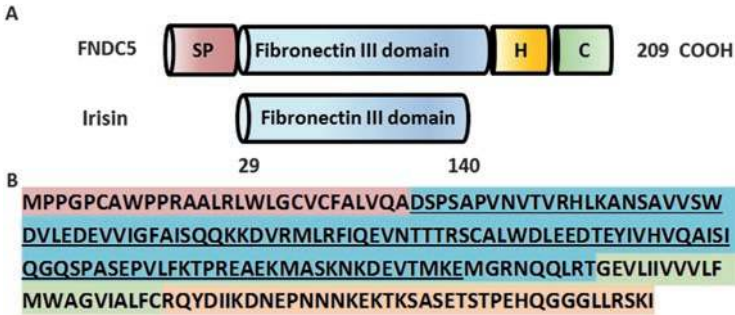 A
FNDC5 SP Fibronectin III domain H C 209 COOH
Irisin Fibronectin III domain
29 140
B
MPPGPCAWPPRAALRLWLGCVCFALVQADSPSAPVNVTVRHLKANSAVVSW
DVLEDEVVIGFAISQQKKDVRMLRFIQEVNTTTRSCALWDLEEDTEYIVHVQAISI
QGQSPASEPVLFKTPREAEKMASKNKDEVTMKEMGRNQQLRTGEVLIIVVVLF
MWAGVIALFCRQYDIIKDNEPNNNKEKTKSASETSTPEHQGGGLLRSKI